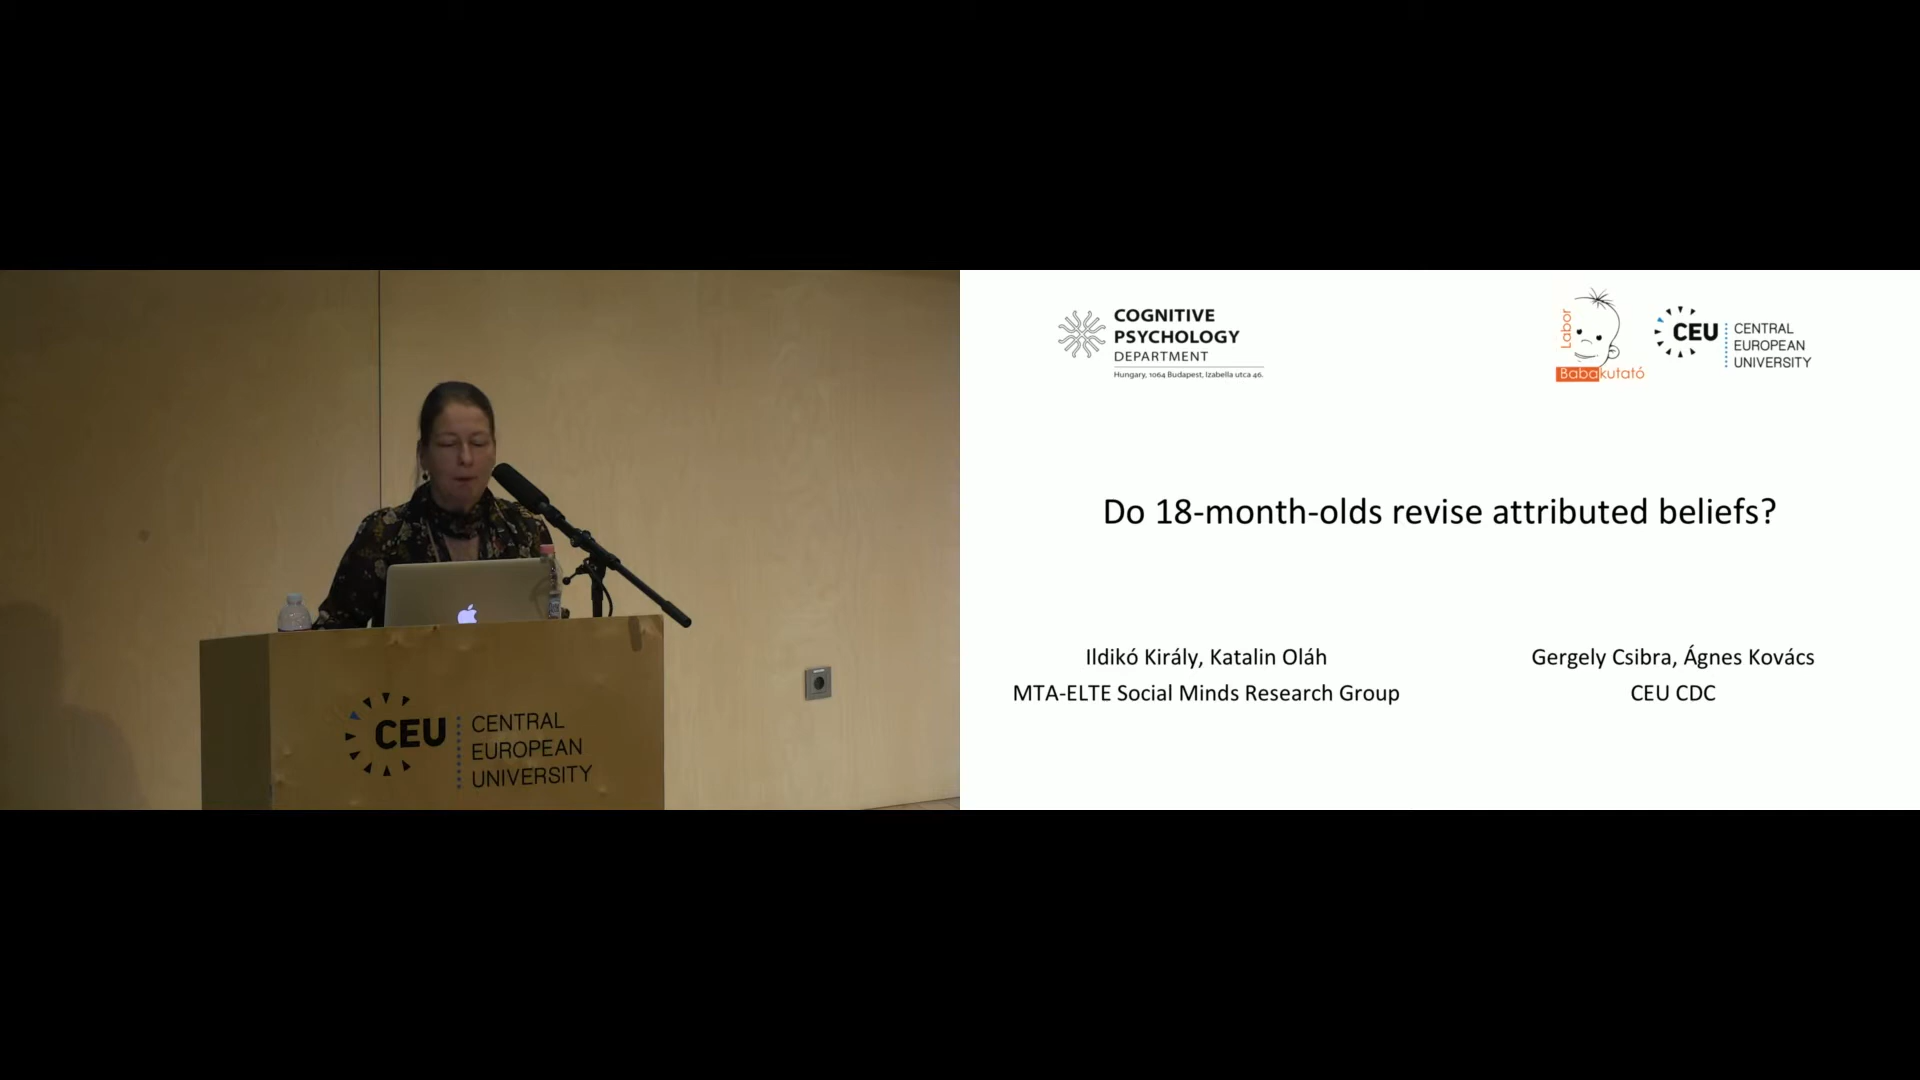 CEU
CENTRAL
EUROPEAN
UNIVERSITY
COGNITIVE
PSYCHOLOGY
DEPARTMENT
Hungary, 1064 Budapest, Izabella utca 46.
Labor
Babakutató
CEU
CENTRAL
EUROPEAN
UNIVERSITY
Do 18-month-olds revise attributed beliefs?
Ildikó Király, Katalin Oláh
MTA-ELTE Social Minds Research Group
Gergely Csibra, Ágnes Kovács
CEU CDC